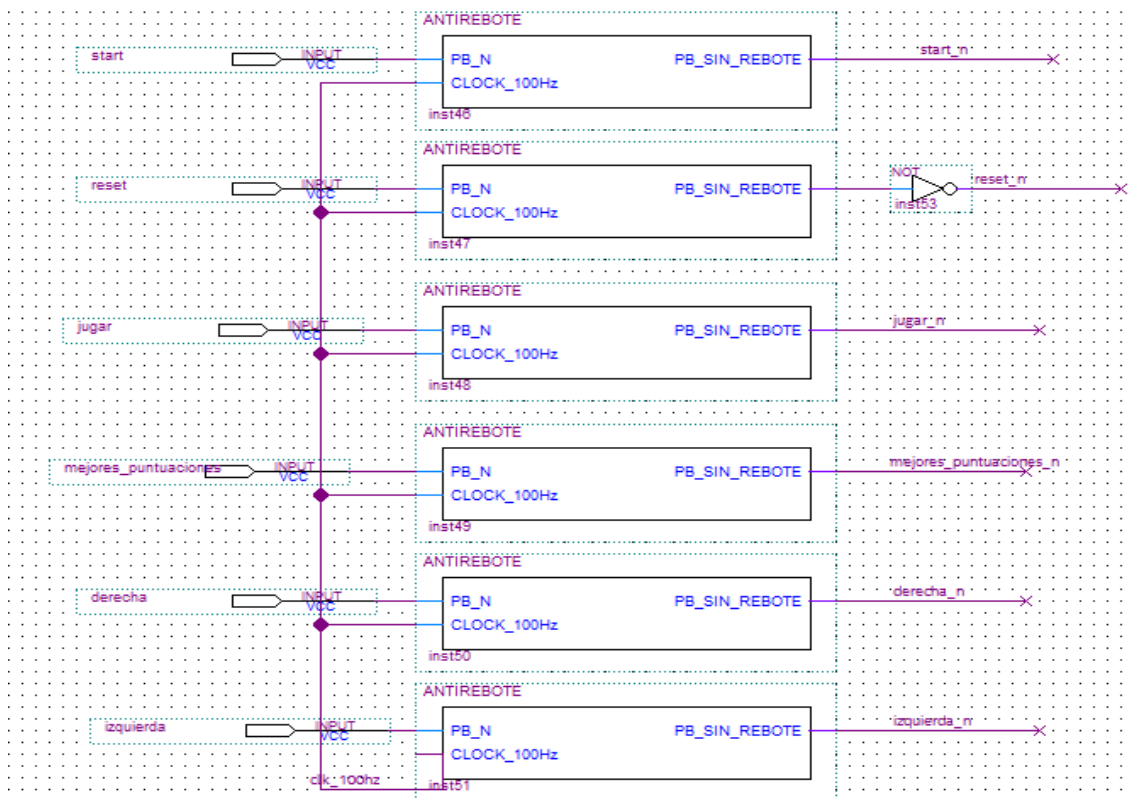 ANTIREBOTE
start
INPUT
VCC
PB_N
PB_SIN_REBOTE
start_n
CLOCK_100Hz
inst46
ANTIREBOTE
reset
INPUT
VCC
PB_N
PB_SIN_REBOTE
NOT
reset_n
inst53
CLOCK_100Hz
inst47
ANTIREBOTE
jugar
INPUT
VCC
PB_N
PB_SIN_REBOTE
jugar_n
CLOCK_100Hz
inst48
ANTIREBOTE
mejores_puntuaciones
INPUT
VCC
PB_N
PB_SIN_REBOTE
mejores_puntuaciones_n
CLOCK_100Hz
inst49
ANTIREBOTE
derecha
INPUT
VCC
PB_N
PB_SIN_REBOTE
derecha_n
CLOCK_100Hz
inst50
ANTIREBOTE
izquierda
INPUT
VCC
PB_N
PB_SIN_REBOTE
izquierda_n
CLOCK_100Hz
clk_100hz
inst51